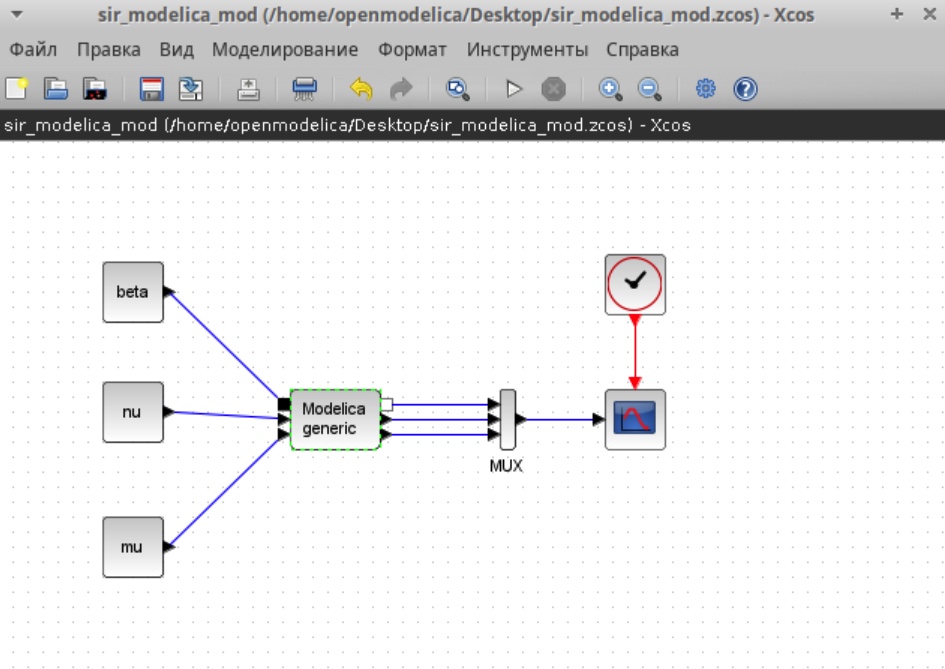 sir_modelica_mod (/home/openmodelica/Desktop/sir_modelica_mod.zcos) - Xcos
Файл Правка Вид Моделирование Формат Инструменты Справка
sir_modelica_mod (/home/openmodelica/Desktop/sir_modelica_mod.zcos) - Xcos
beta
nu
Modelica
generic
MUX
mu